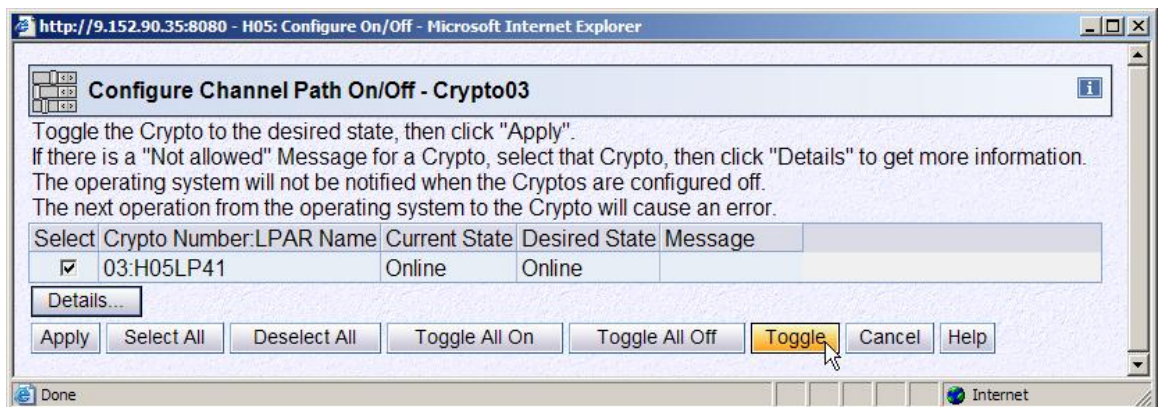 http://9.152.90.35:8080 - H05: Configure On/Off - Microsoft Internet Explorer
Configure Channel Path On/Off - Crypto03
i
Toggle the Crypto to the desired state, then click "Apply".
If there is a "Not allowed" Message for a Crypto, select that Crypto, then click "Details" to get more information.
The operating system will not be notified when the Cryptos are configured off.
The next operation from the operating system to the Crypto will cause an error.
Select Crypto Number:LPAR Name Current State Desired State Message
03:H05LP41 Online Online
Details...
Apply Select All Deselect All Toggle All On Toggle All Off Toggle Cancel Help
Done Internet